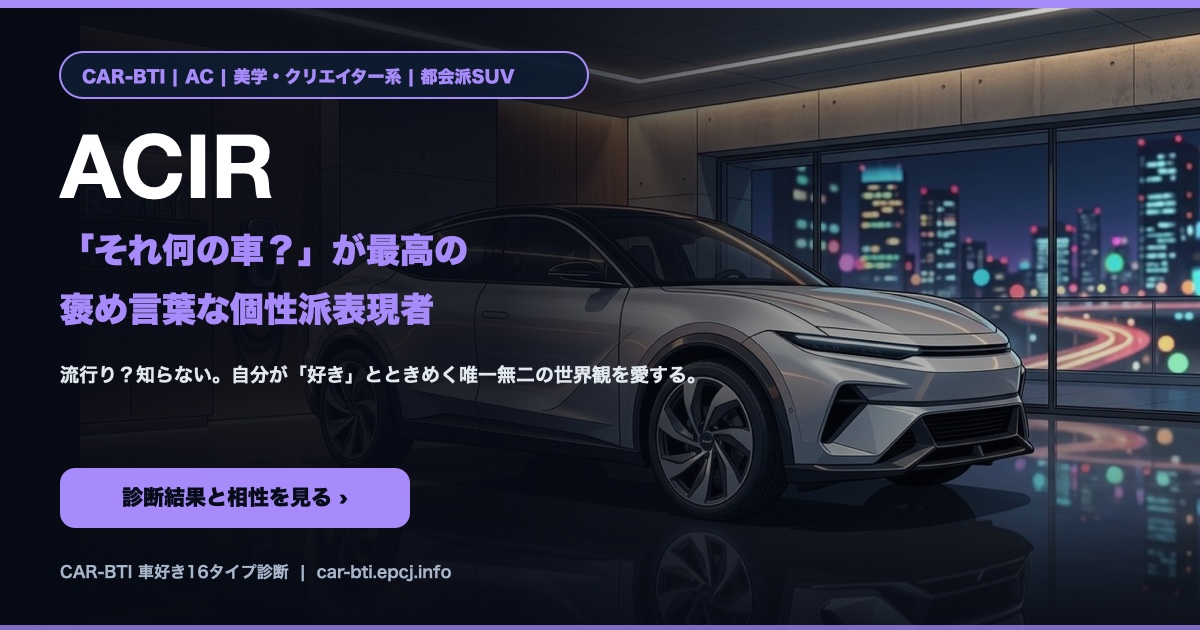 CAR-BTI | AC | 美学・クリエイター系 | 都会派SUV
ACIR
「それ何の車？」が最高の
褒め言葉な個性派表現者
流行り？知らない。自分が「好き」とときめく唯一無二の世界観を愛する。
診断結果と相性を見る ›
CAR-BTI 車好き16タイプ診断 | car-bti.epcj.info